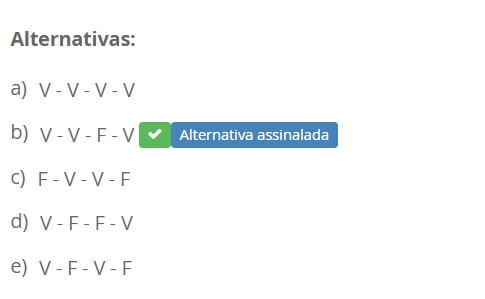 Alternativas:
a) V - V - V - V
b) V - V - F - V Alternativa assinalada
c) F - V - V - F
d) V - F - F - V
e) V - F - V - F